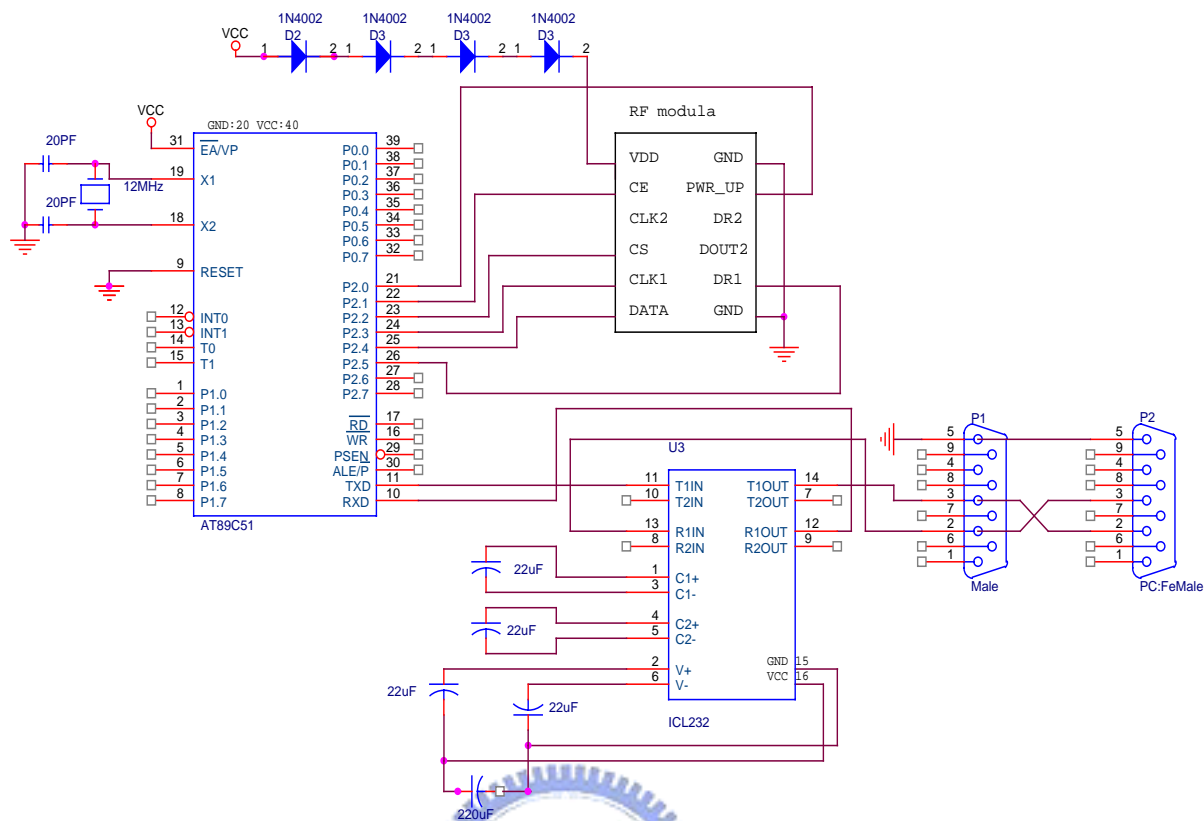 1N4002 1N4002 1N4002 1N4002
D2 D3 D3 D3
VCC 1 2 1 2 1 2 1 2
RF modula
VDD GND
CE PWR_UP
CLK2 DR2
CS DOUT2
CLK1 DR1
DATA GND
VCC
GND:20 VCC:40
20PF
20PF
12MHz
31 EA/VP
19 X1
18 X2
9 RESET
12 INT0
13 INT1
14 T0
15 T1
1 P1.0
2 P1.1
3 P1.2
4 P1.3
5 P1.4
6 P1.5
7 P1.6
8 P1.7
P0.0 39
P0.1 38
P0.2 37
P0.3 36
P0.4 35
P0.5 34
P0.6 33
P0.7 32
P2.0 21
P2.1 22
P2.2 23
P2.3 24
P2.4 25
P2.5 26
P2.6 27
P2.7 28
RD 17
WR 16
PSEN 29
ALE/P 30
TXD 11
RXD 10
AT89C51
U3
11 T1IN T1OUT 14
10 T2IN T2OUT 7
13 R1IN R1OUT 12
8 R2IN R2OUT 9
1 C1+
3 C1-
4 C2+
5 C2-
2 V+
6 V-
GND 15
VCC 16
ICL232
22uF
22uF
22uF
22uF
220uF
P1
5
9
4
8
3
7
2
6
1
Male
P2
5
9
4
8
3
7
2
6
1
PC:FeMale